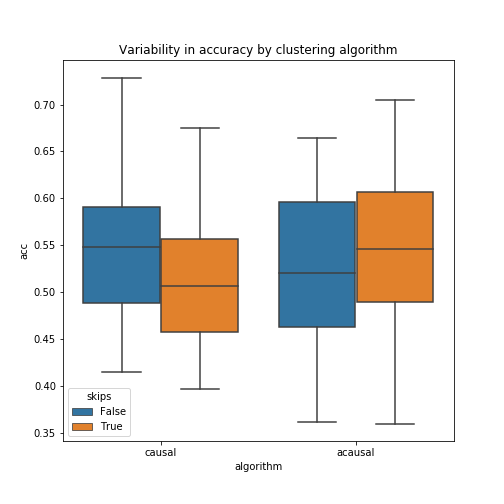 Variability in accuracy by clustering algorithm
acc
0.70
0.65
0.60
0.55
0.50
0.45
0.40
0.35
skips
False
True
causal
acausal
algorithm